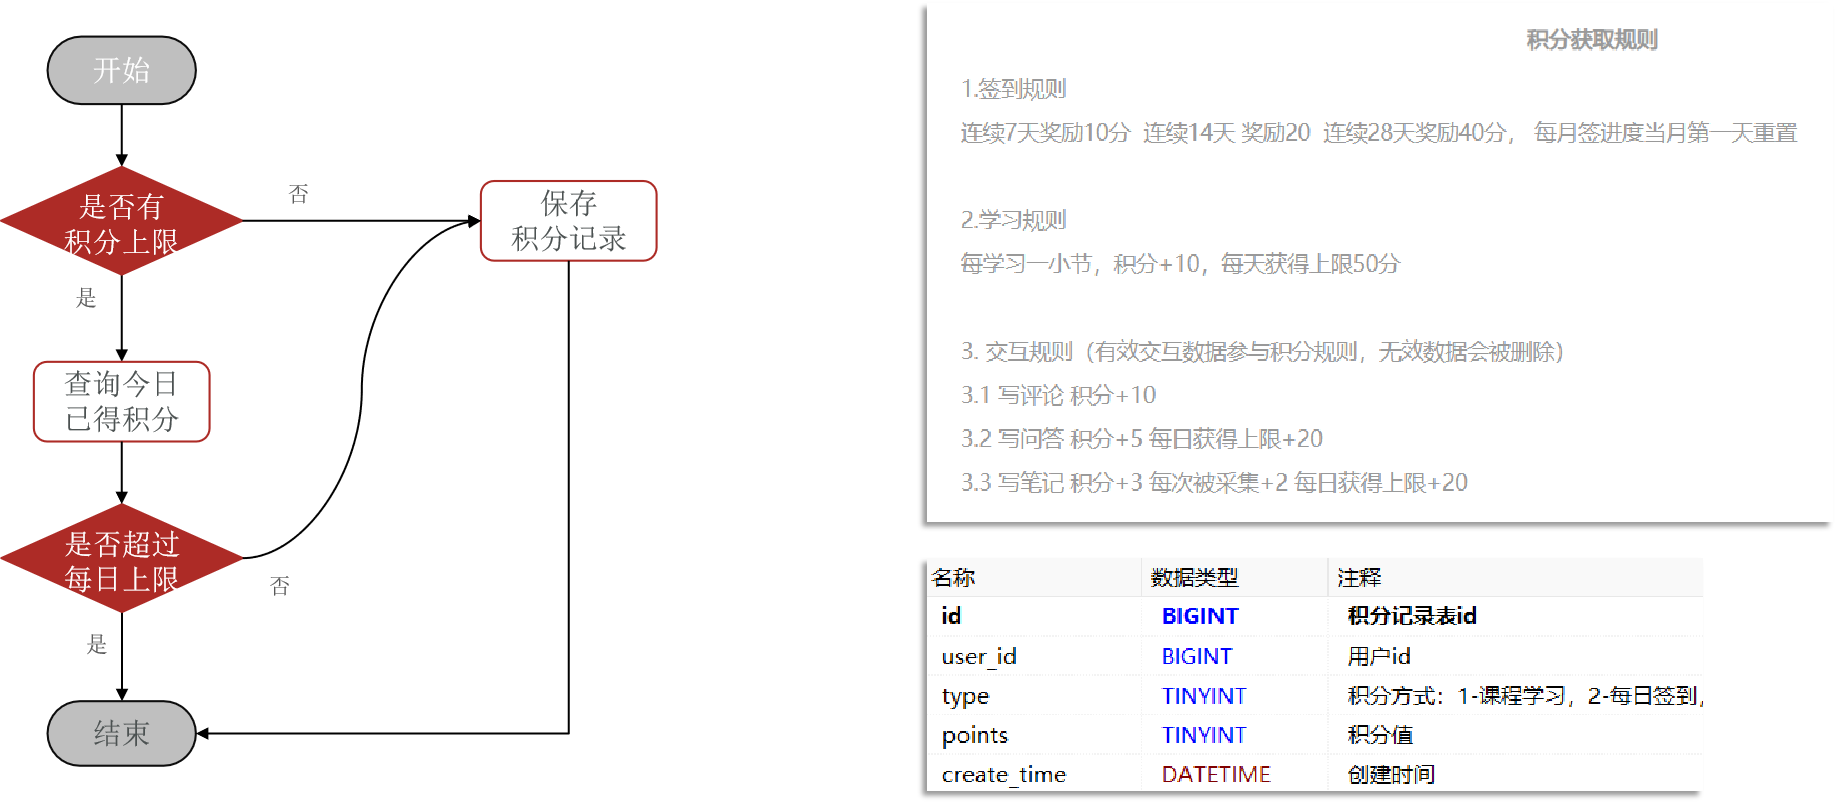 开始
是否有
积分上限
否
保存
积分记录
是
查询今日
已得积分
是否超过
每日上限
否
是
结束
积分获取规则
1.签到规则
连续7天奖励10分 连续14天 奖励20 连续28天奖励40分， 每月签进度当月第一天重置
2.学习规则
每学习一小节，积分+10，每天获得上限50分
3. 交互规则（有效交互数据参与积分规则，无效数据会被删除）
3.1 写评论 积分+10
3.2 写问答 积分+5 每日获得上限+20
3.3 写笔记 积分+3 每次被采集+2 每日获得上限+20
名称 数据类型 注释
id BIGINT 积分记录表id
user_id BIGINT 用户id
type TINYINT 积分方式：1-课程学习，2-每日签到，
points TINYINT 积分值
create_time DATETIME 创建时间